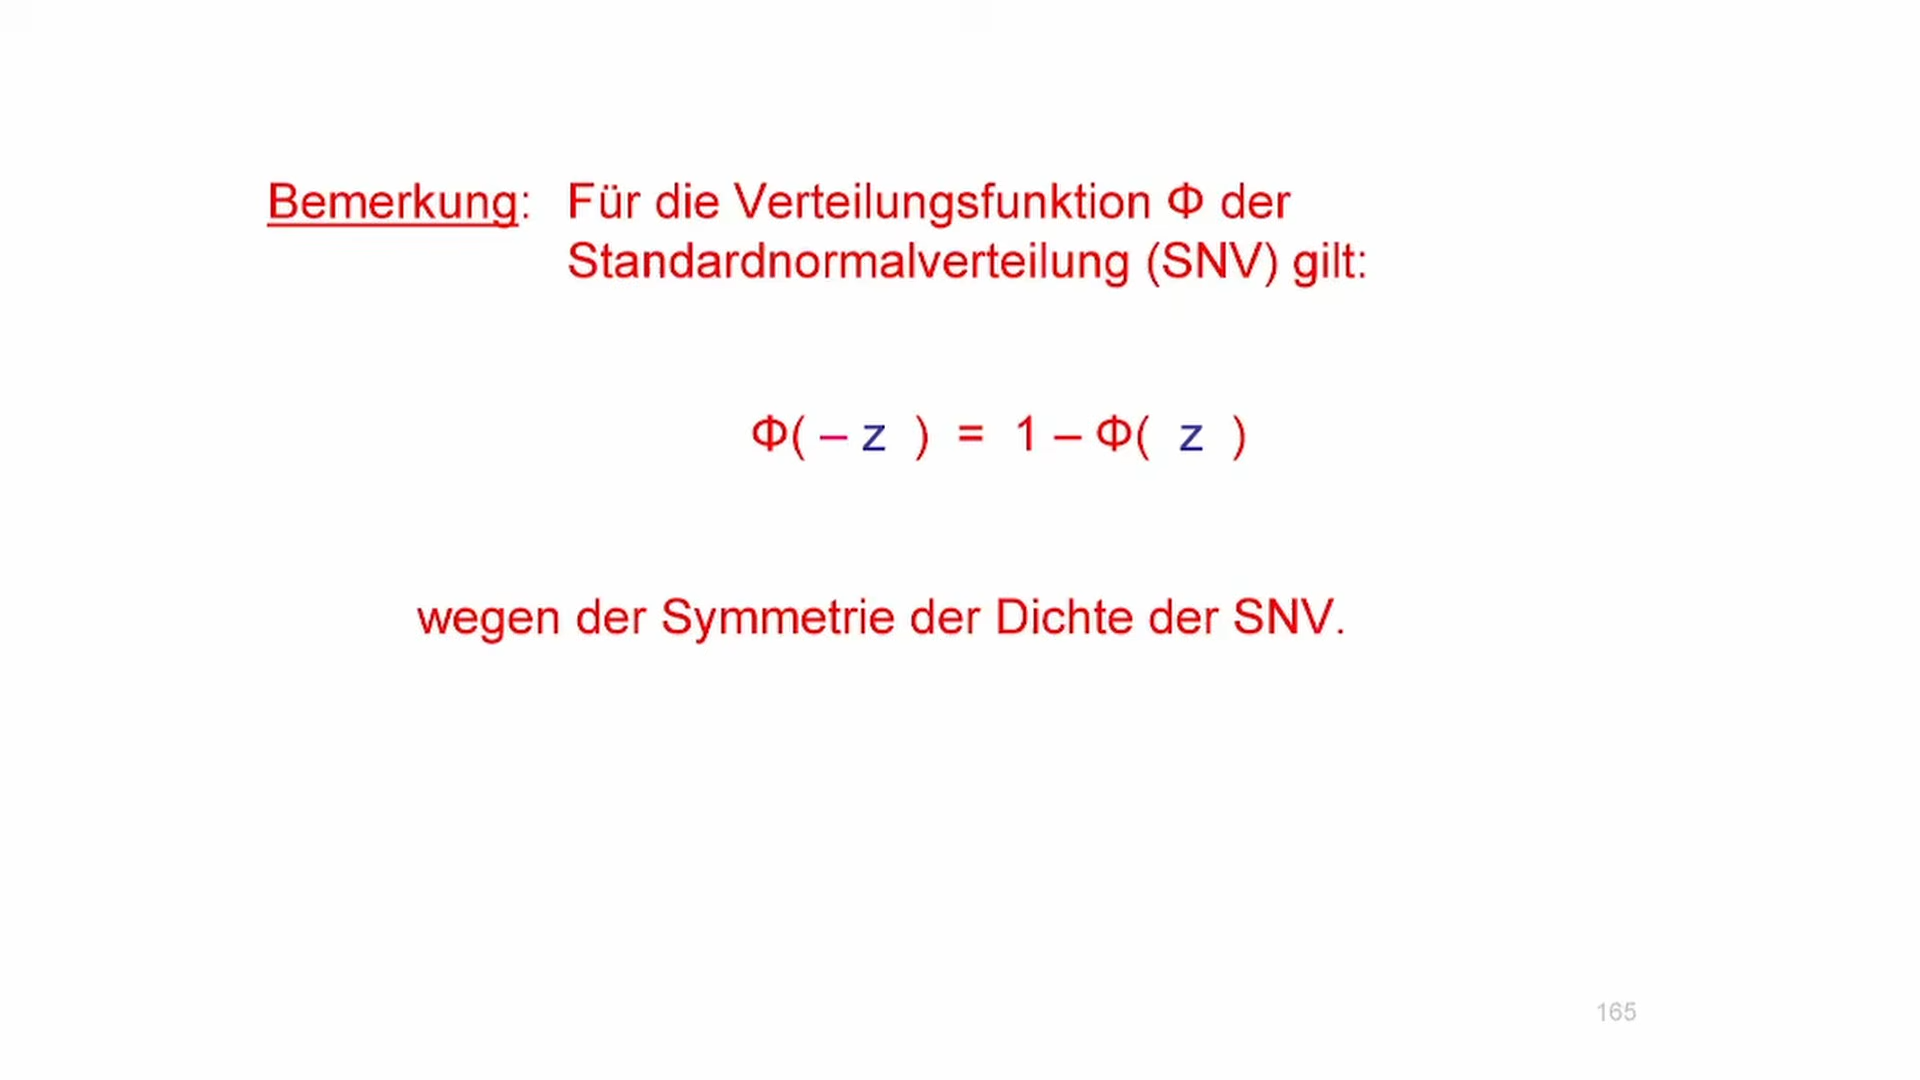 Bemerkung: Für die Verteilungsfunktion Φ der
Standardnormalverteilung (SNV) gilt:
Φ( – z ) = 1 – Φ( z )
wegen der Symmetrie der Dichte der SNV.
165